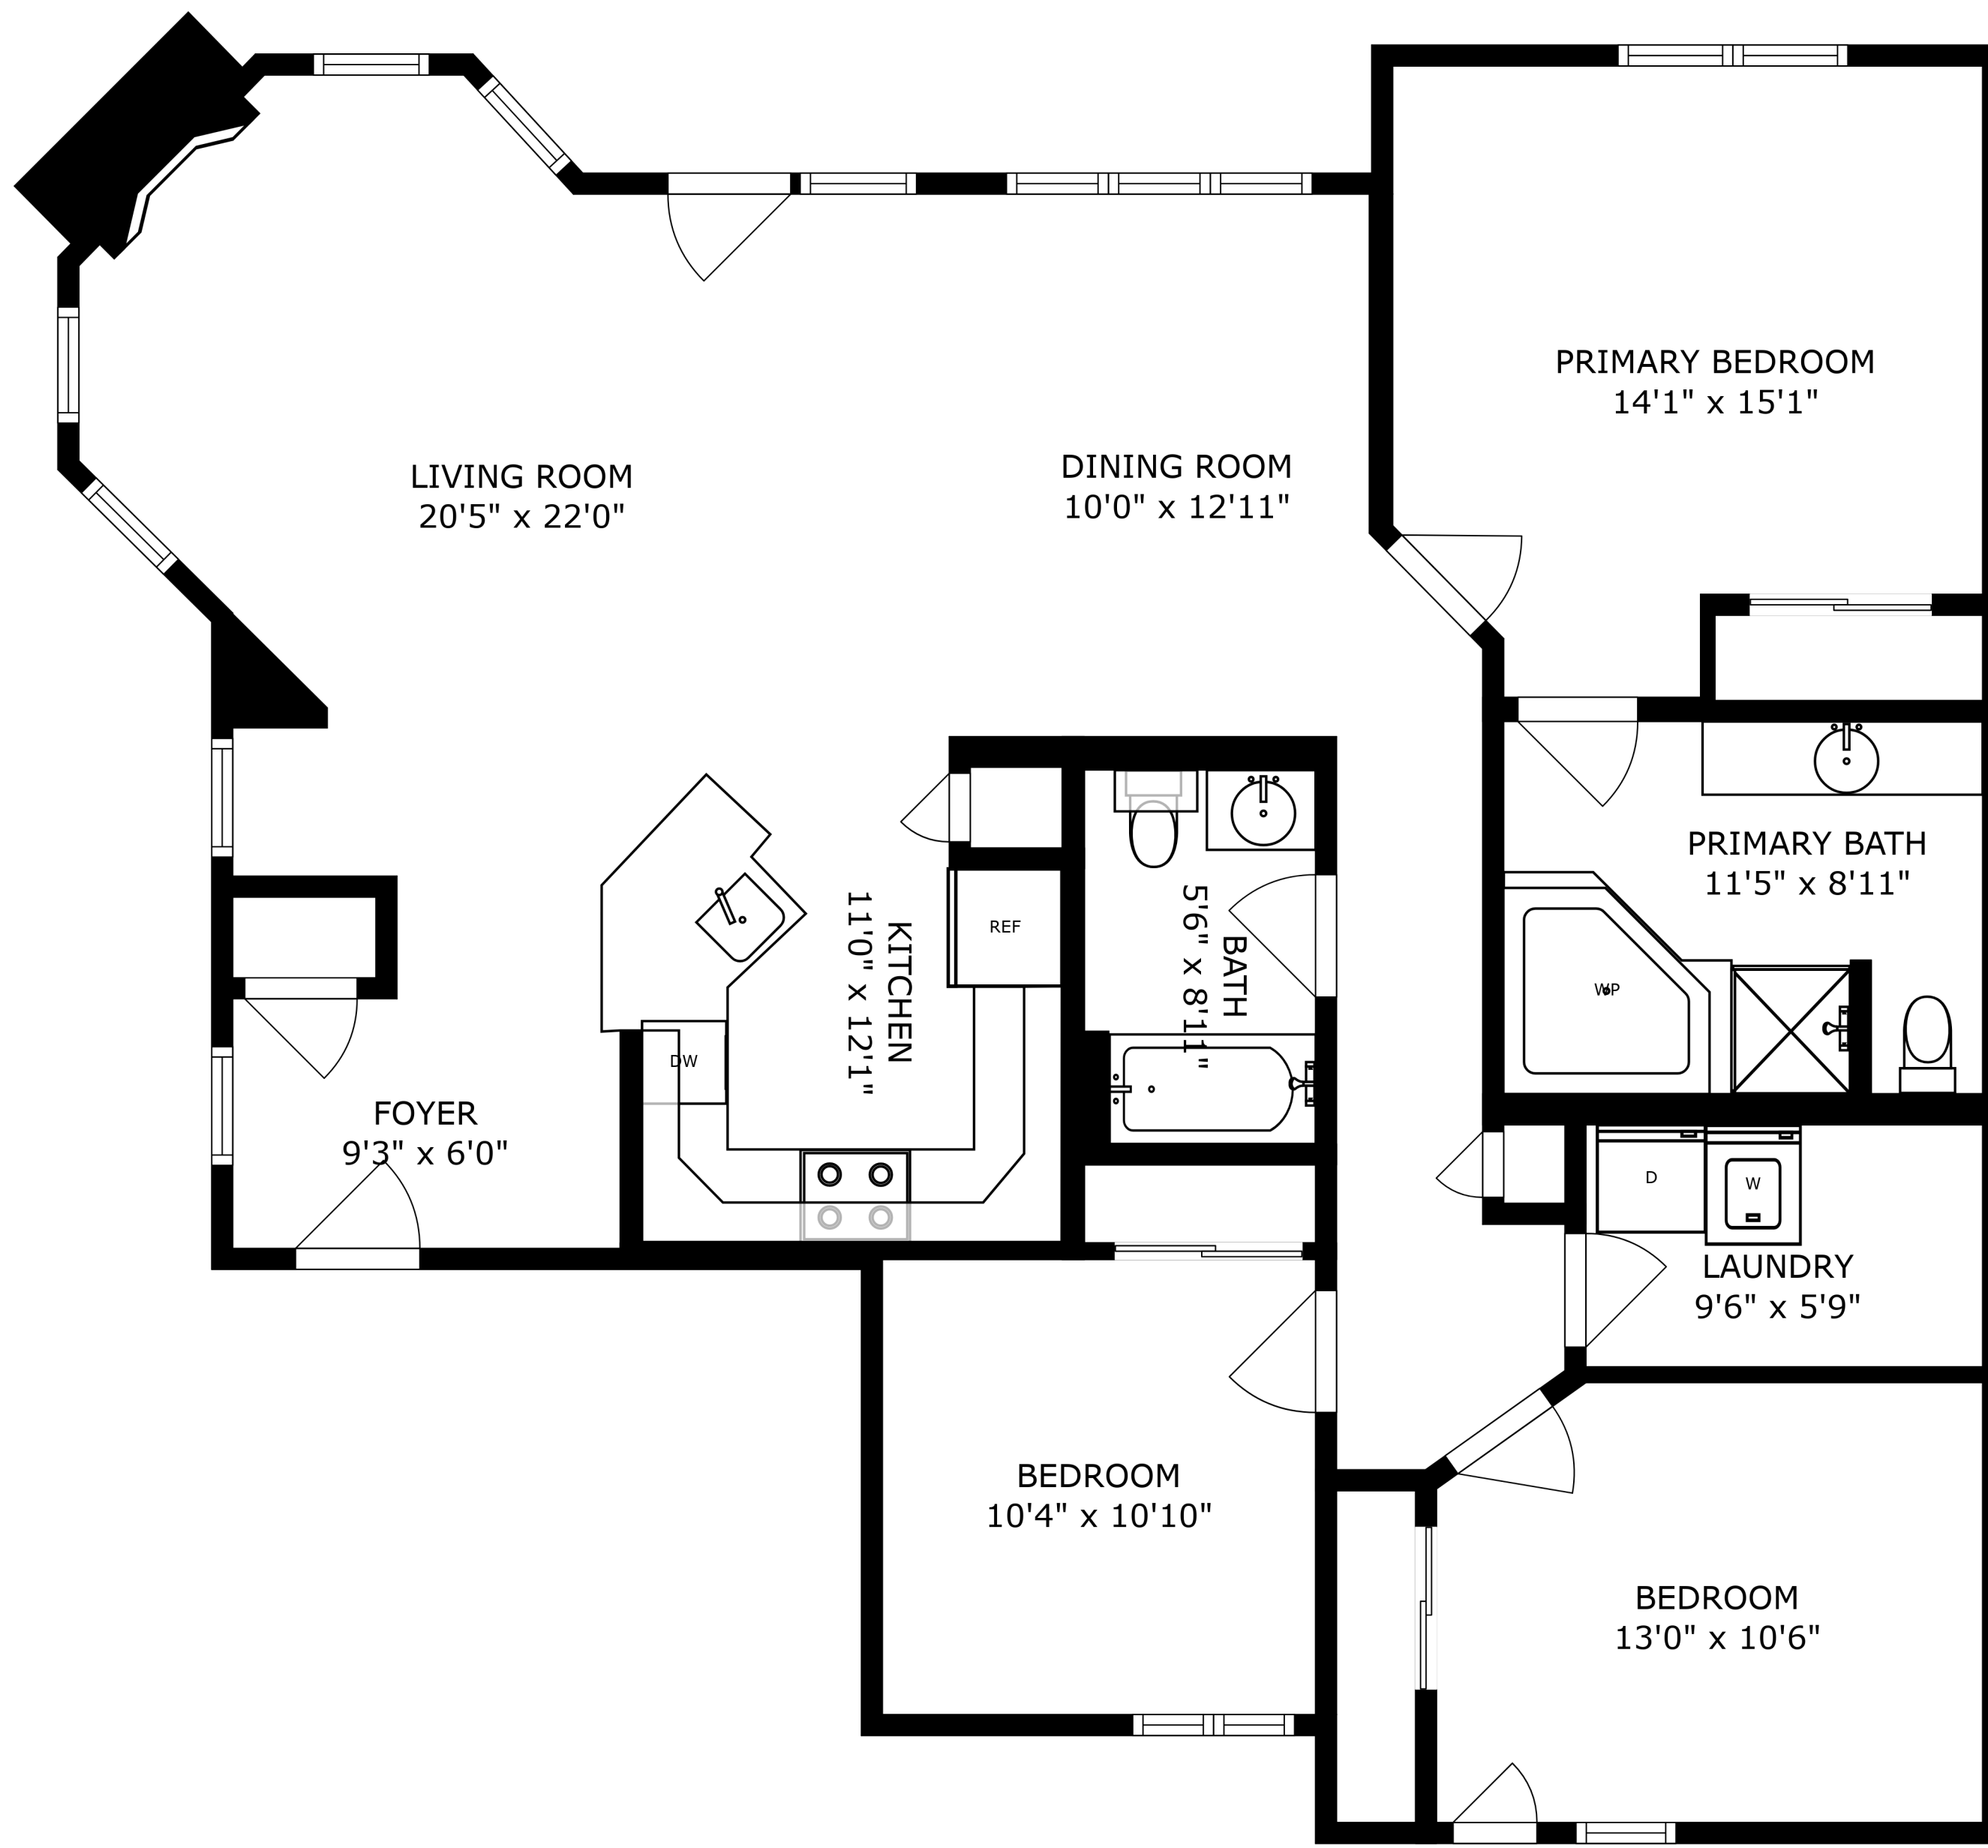 PRIMARY BEDROOM
14'1" x 15'1"
LIVING ROOM
20'5" x 22'0"
DINING ROOM
10'0" x 12'11"
PRIMARY BATH
11'5" x 8'11"
KITCHEN
11'0" x 12'1"
REF
BATH
5'6" x 8'11"
WP
DW
FOYER
9'3" x 6'0"
D
W
LAUNDRY
9'6" x 5'9"
BEDROOM
10'4" x 10'10"
BEDROOM
13'0" x 10'6"